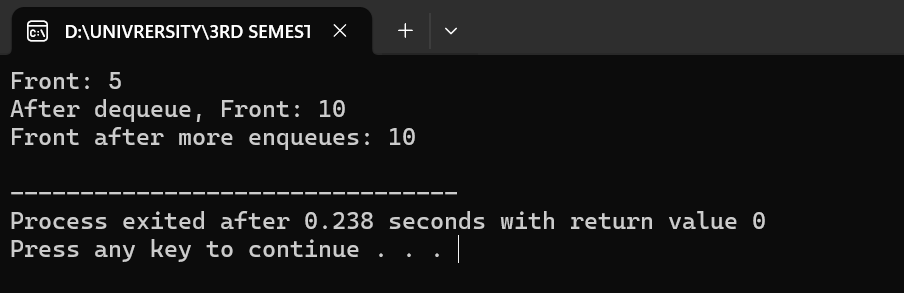 D:\UNIVRERSITY\3RD SEMEST
Front: 5
After dequeue, Front: 10
Front after more enqueues: 10
--------------------------------
Process exited after 0.238 seconds with return value 0
Press any key to continue . . .